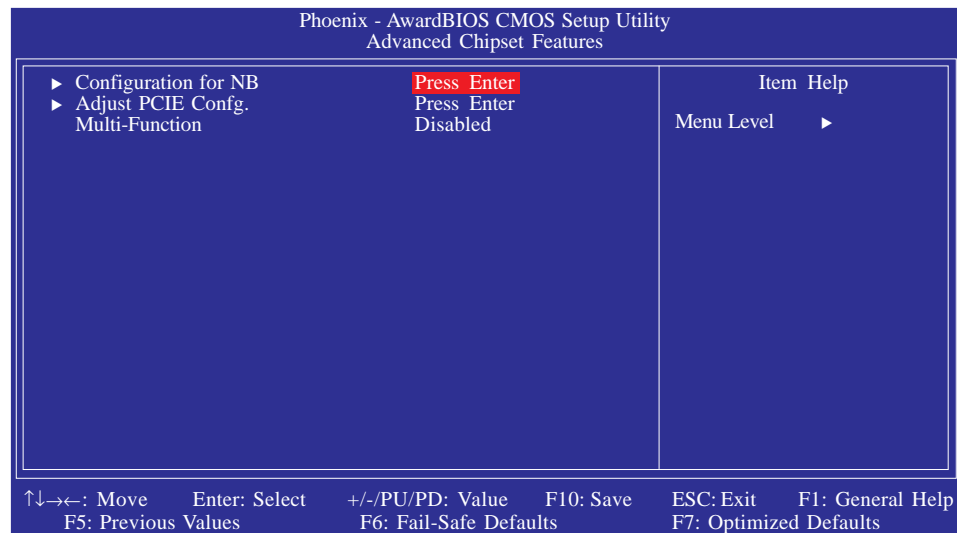 Phoenix - AwardBIOS CMOS Setup Utility
Advanced Chipset Features
▶ Configuration for NB Press Enter
▶ Adjust PCIE Confg. Press Enter
Multi-Function Disabled
Item Help
Menu Level ▶
↑↓→←: Move Enter: Select +/-/PU/PD: Value F10: Save ESC: Exit F1: General Help
F5: Previous Values F6: Fail-Safe Defaults F7: Optimized Defaults